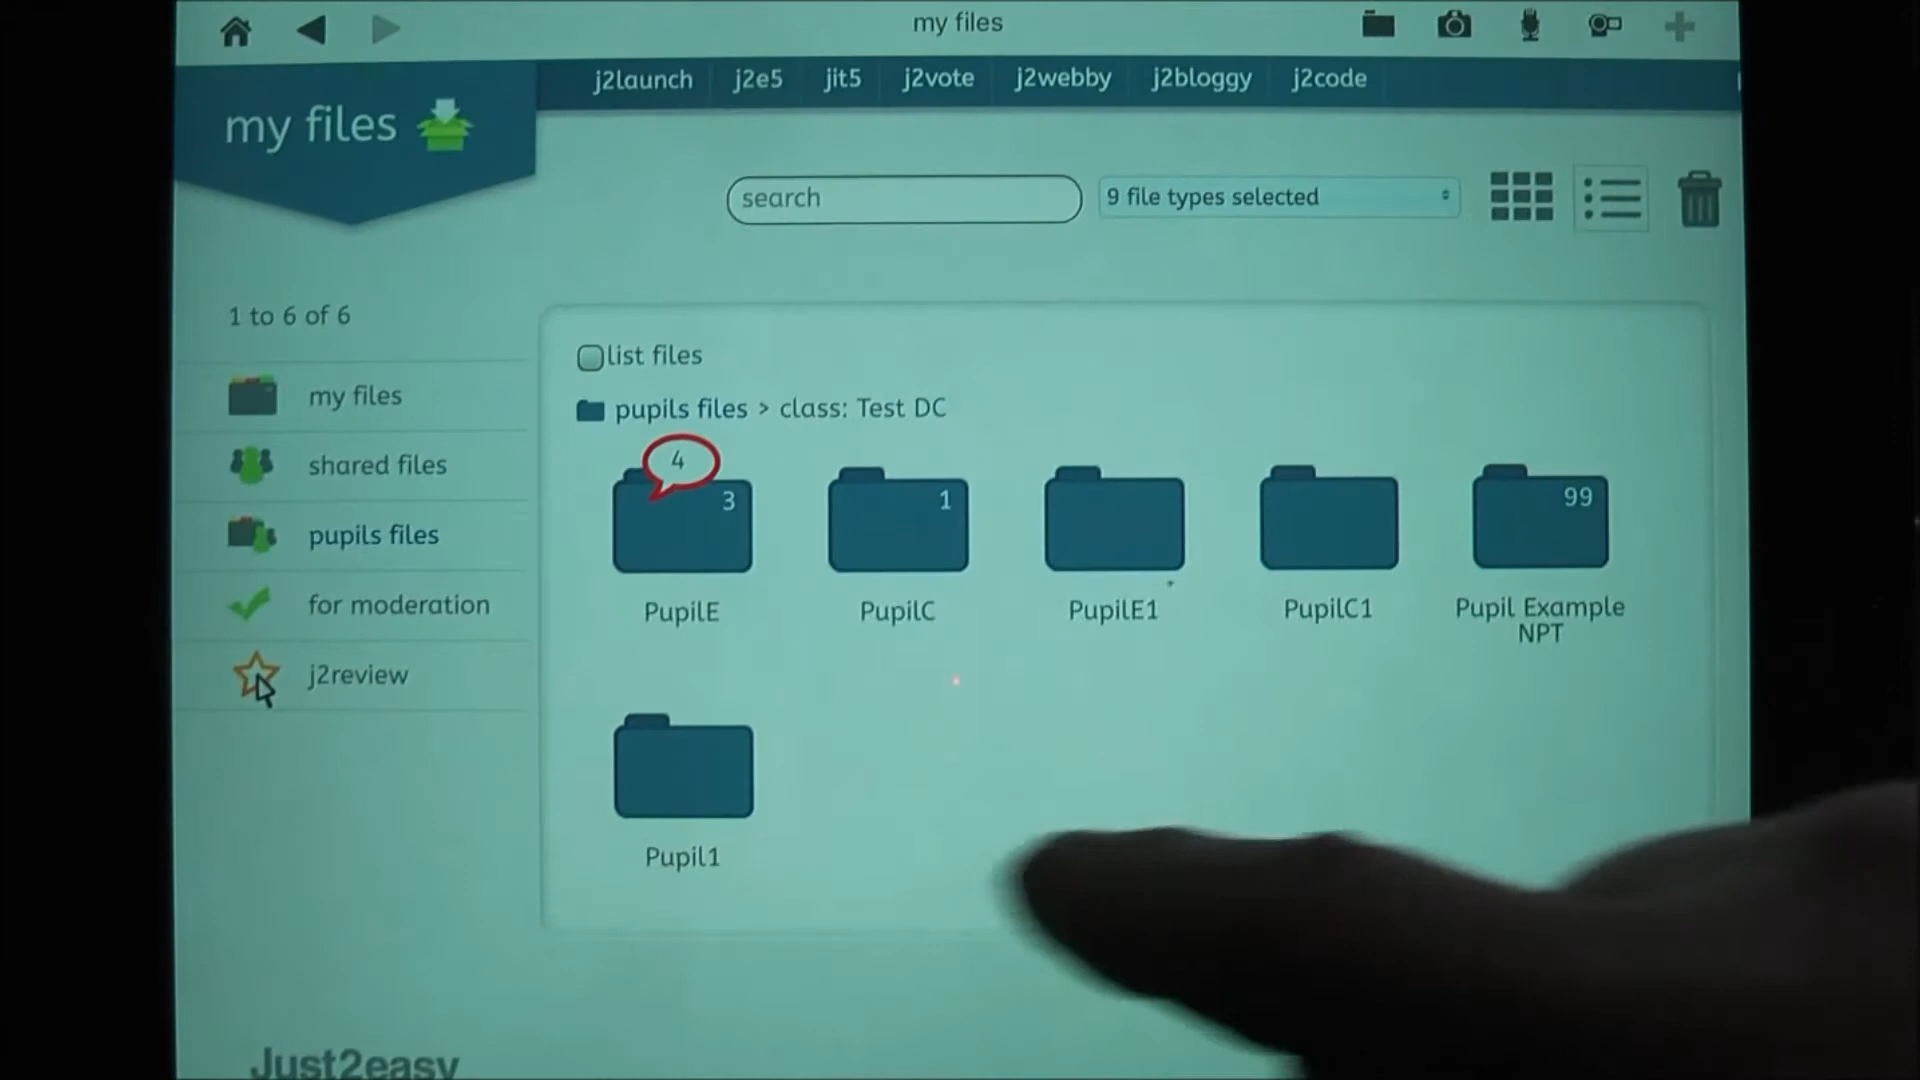 my files
j2launch j2e5 jit5 j2vote j2webby j2bloggy j2code
my files
search
9 file types selected
1 to 6 of 6
my files
shared files
pupils files
for moderation
j2review
list files
pupils files > class: Test DC
4
3
1
99
PupilE
PupilC
PupilE1
PupilC1
Pupil Example
NPT
Pupil1
Just2easy